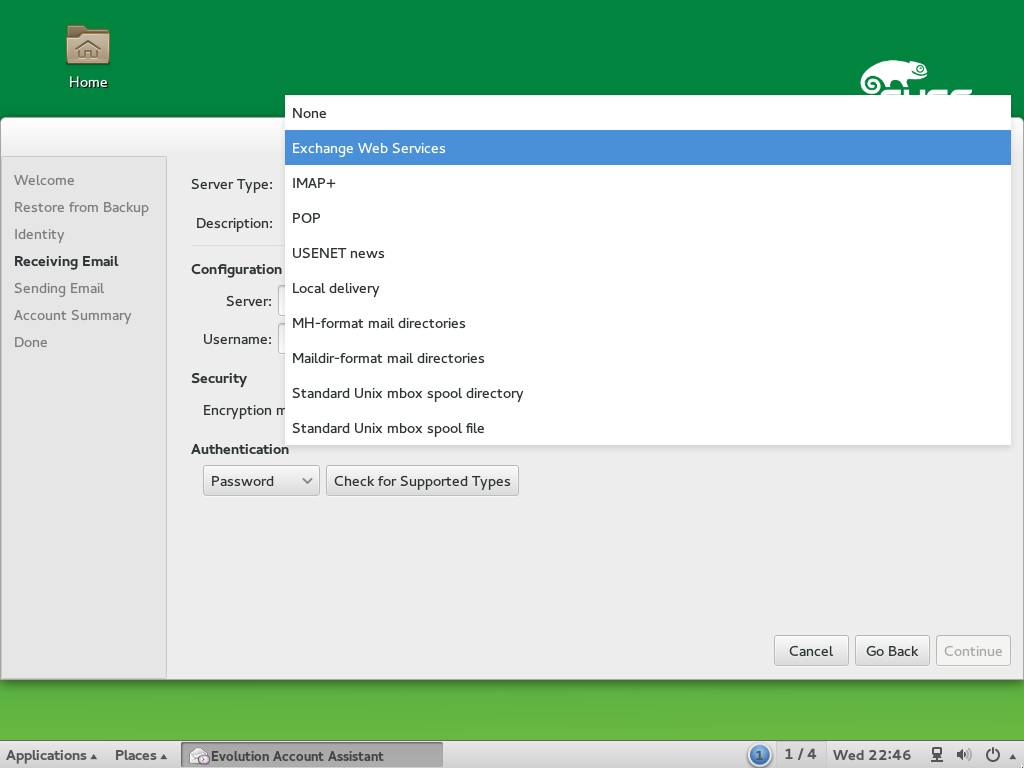 Home
None
Exchange Web Services
IMAP+
POP
USENET news
Local delivery
MH-format mail directories
Maildir-format mail directories
Standard Unix mbox spool directory
Standard Unix mbox spool file
Welcome
Restore from Backup
Identity
Receiving Email
Sending Email
Account Summary
Done
Server Type:
Description:
Configuration
Server:
Username:
Security
Encryption
Authentication
Password
Check for Supported Types
Cancel
Go Back
Continue
Applications
Places
Evolution Account Assistant
1
1 / 4
Wed 22:46